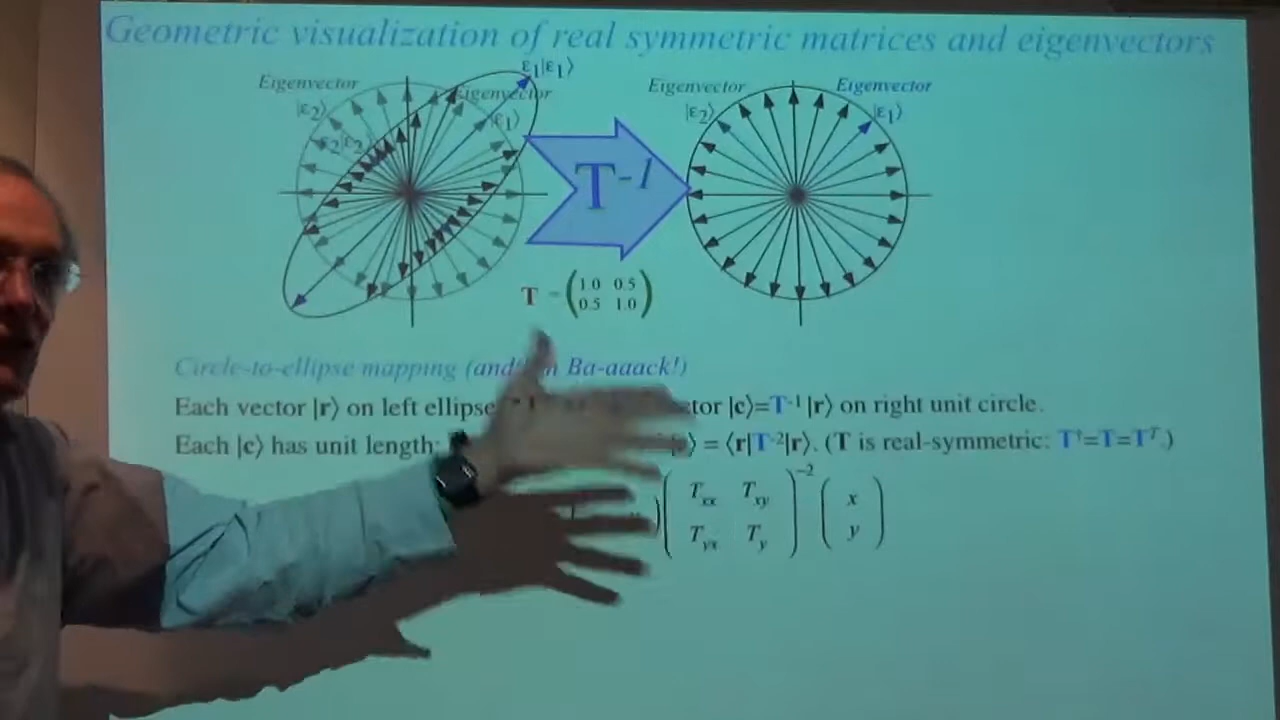 Geometric visualization of real symmetric matrices and eigenvectors
ε₁|ε₁⟩
Eigenvector
|ε₂⟩
Eigenvector
|ε₁⟩
Eigenvector
|ε₂⟩
Eigenvector
|ε₁⟩
T⁻¹
T = (1.0 0.5
0.5 1.0)
Circle-to-ellipse mapping (and Ba-aaack!)
Each vector |r⟩ on left ellipse |c⟩=T⁻¹|r⟩ on right unit circle.
Each |c⟩ has unit length: = ⟨r|T⁻²|r⟩. (T is real-symmetric: T†=T=Tᵀ.)
(Tₓₓ Tₓy)⁻² (x)
(Tyₓ Ty) (y)